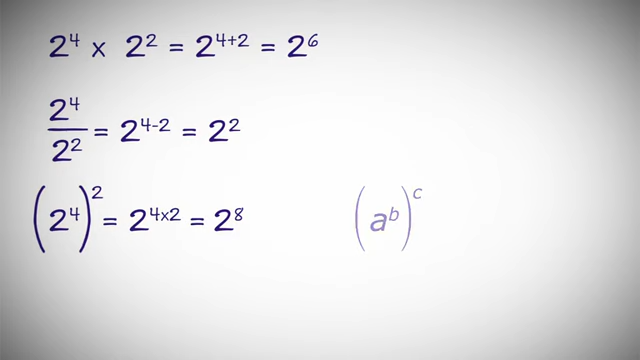 2⁴ x 2² = 2⁴⁺² = 2⁶
2⁴/2² = 2⁴⁻² = 2²
(2⁴)² = 2⁴ˣ² = 2⁸ (aᵇ)ᶜ